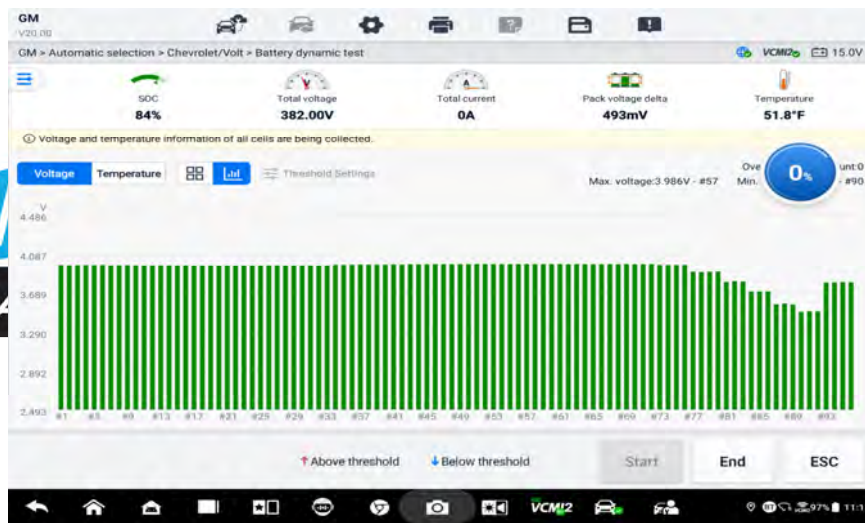 GM
V20.00
GM > Automatic selection > Chevrolet/Volt > Battery dynamic test
VCMI2 15.0V
SOC
84%
Total voltage
382.00V
Total current
0A
Pack voltage delta
493mV
Temperature
51.8°F
Voltage and temperature information of all cells are being collected.
Voltage Temperature Threshold Settings
Max. voltage:3.986V - #57
Ove unt:0
Min. - #90
0%
V
4.486
4.087
3.689
3.290
2.892
2.493
#1 #9 #13 #17 #21 #25 #29 #33 #37 #41 #45 #49 #53 #57 #61 #65 #69 #73 #77 #81 #85 #89 #93
↑ Above threshold ↓ Below threshold Start End ESC
VCMI2 BT 97%